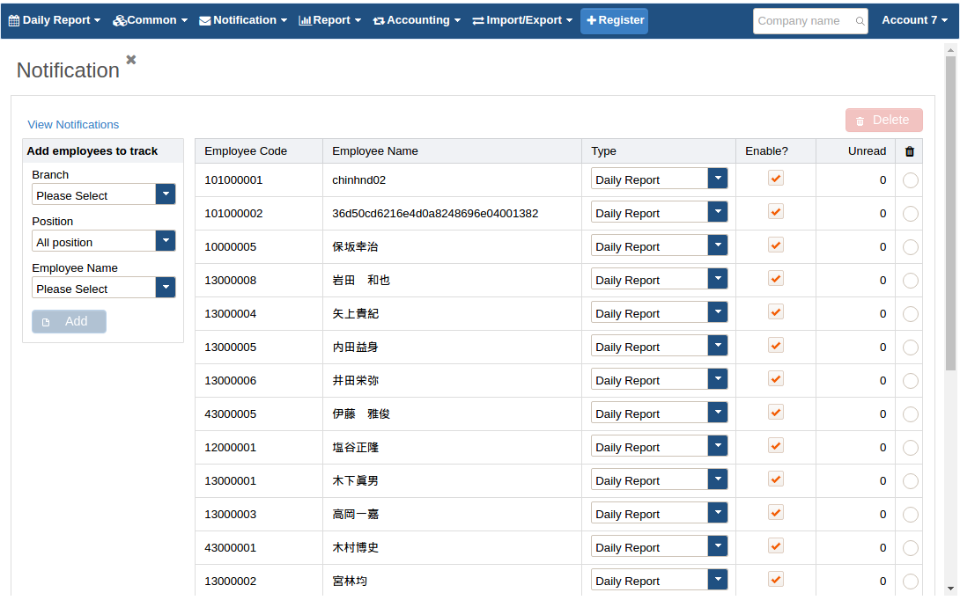 Daily Report Common Notification Report Accounting Import/Export Register Company name Account 7
Notification
View Notifications
Delete
Add employees to track
Branch
Please Select
Position
All position
Employee Name
Please Select
Add
Employee Code Employee Name Type Enable? Unread
101000001 chinhnd02 Daily Report 0
101000002 36d50cd6216e4d0a8248696e04001382 Daily Report 0
10000005 保坂幸治 Daily Report 0
13000008 岩田　和也 Daily Report 0
13000004 矢上貴紀 Daily Report 0
13000005 内田益身 Daily Report 0
13000006 井田栄弥 Daily Report 0
43000005 伊藤　雅俊 Daily Report 0
12000001 塩谷正隆 Daily Report 0
13000001 木下眞男 Daily Report 0
13000003 高岡一嘉 Daily Report 0
43000001 木村博史 Daily Report 0
13000002 宮林均 Daily Report 0